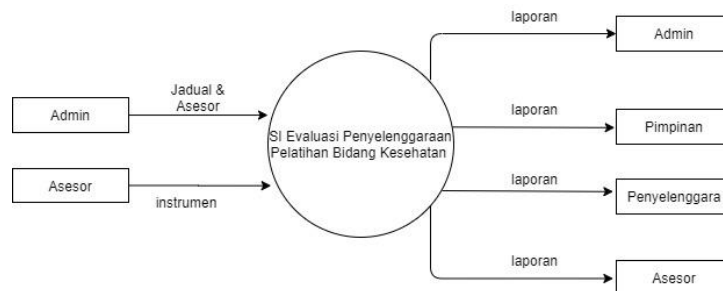 laporan
Admin
Jadual &
Asesor
Admin
SI Evaluasi Penyelenggaraan
Pelatihan Bidang Kesehatan
laporan
Pimpinan
Asesor
instrumen
laporan
Penyelenggara
laporan
Asesor